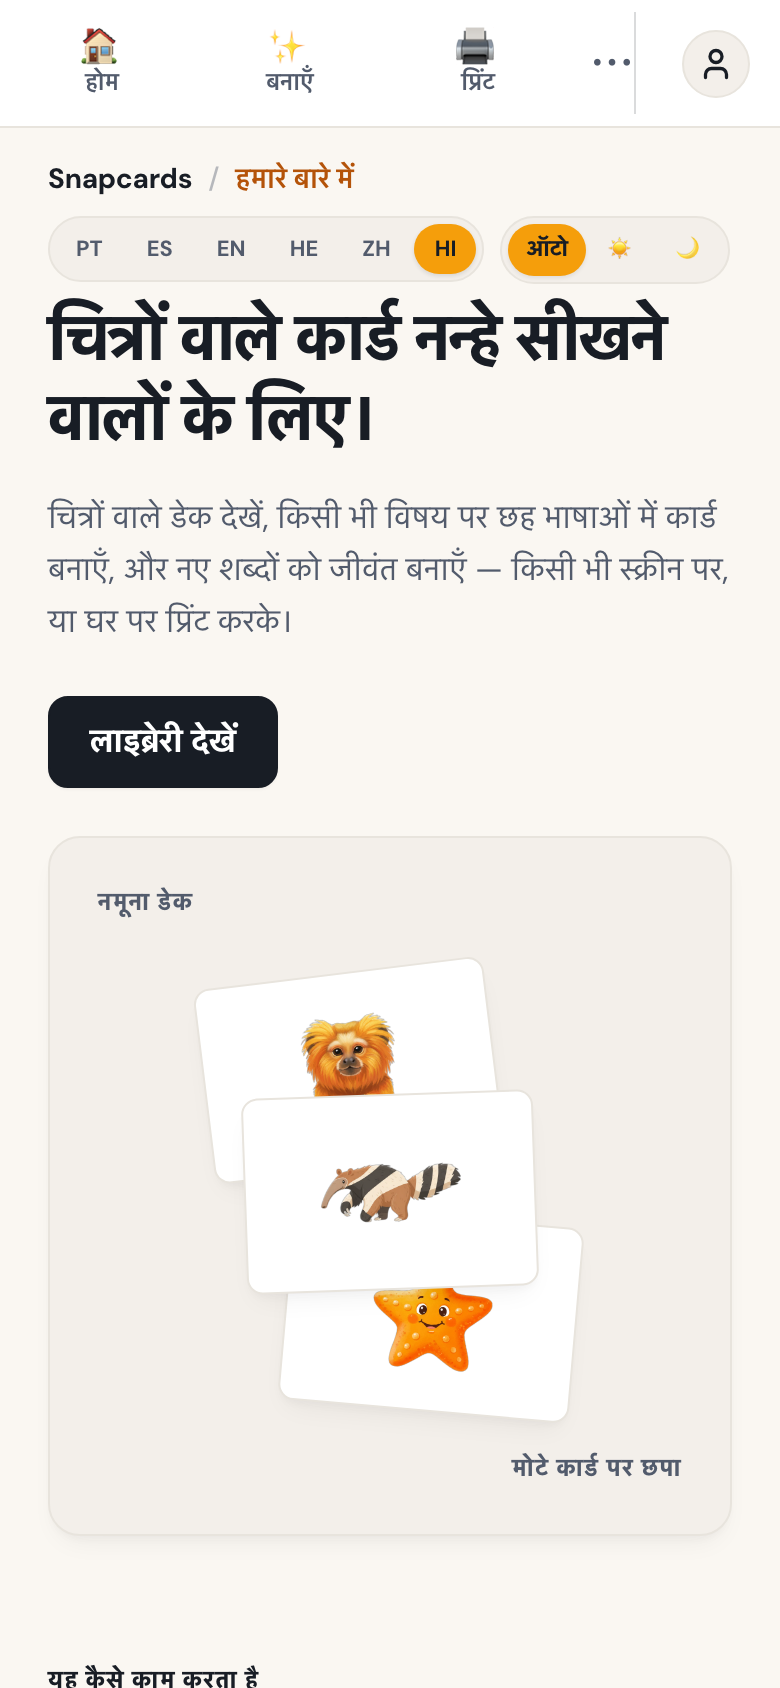 होम
बनाएँ
प्रिंट
Snapcards / हमारे बारे में
PT ES EN HE ZH HI ऑटो
चित्रों वाले कार्ड नन्हे सीखने
वालों के लिए।
चित्रों वाले डेक देखें, किसी भी विषय पर छह भाषाओं में कार्ड
बनाएँ, और नए शब्दों को जीवंत बनाएँ — किसी भी स्क्रीन पर,
या घर पर प्रिंट करके।
लाइब्रेरी देखें
नमूना डेक
मोटे कार्ड पर छपा
यह कैसे काम करता है